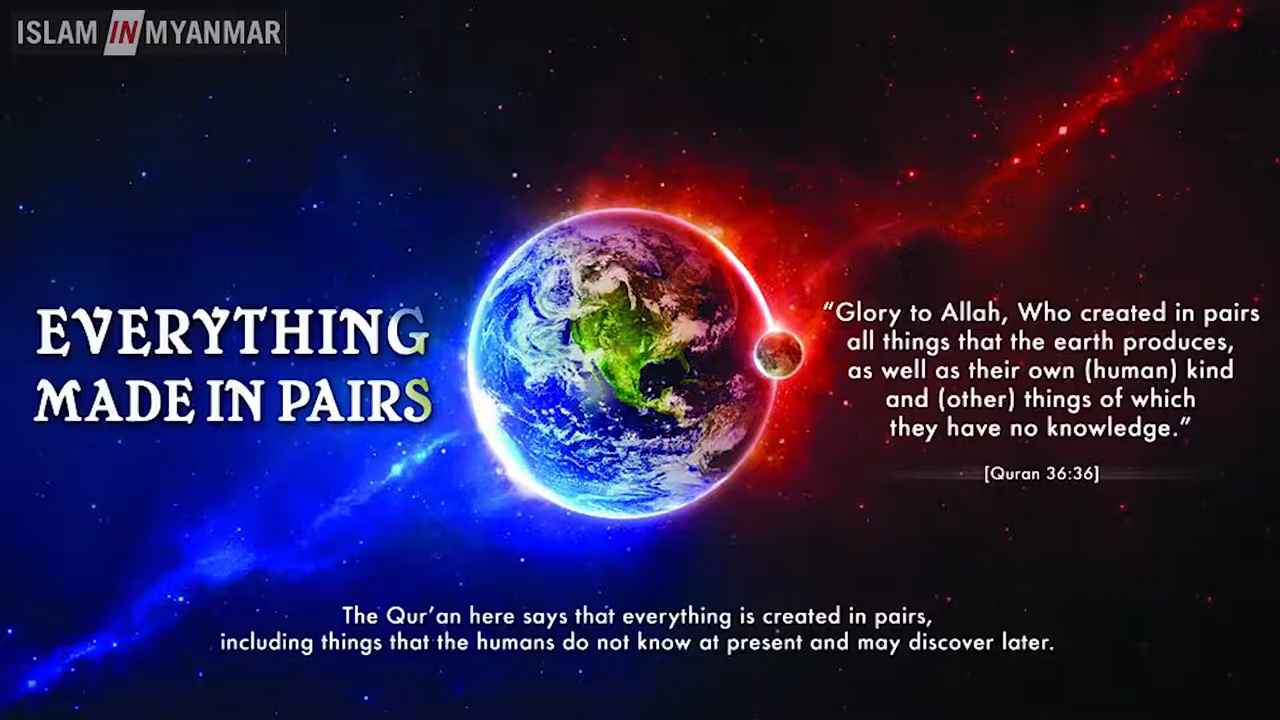 ISLAM IN MYANMAR
EVERYTHING
MADE IN PAIRS
“Glory to Allah, Who created in pairs
all things that the earth produces,
as well as their own (human) kind
and (other) things of which
they have no knowledge.”
[Quran 36:36]
The Qur’an here says that everything is created in pairs,
including things that the humans do not know at present and may discover later.